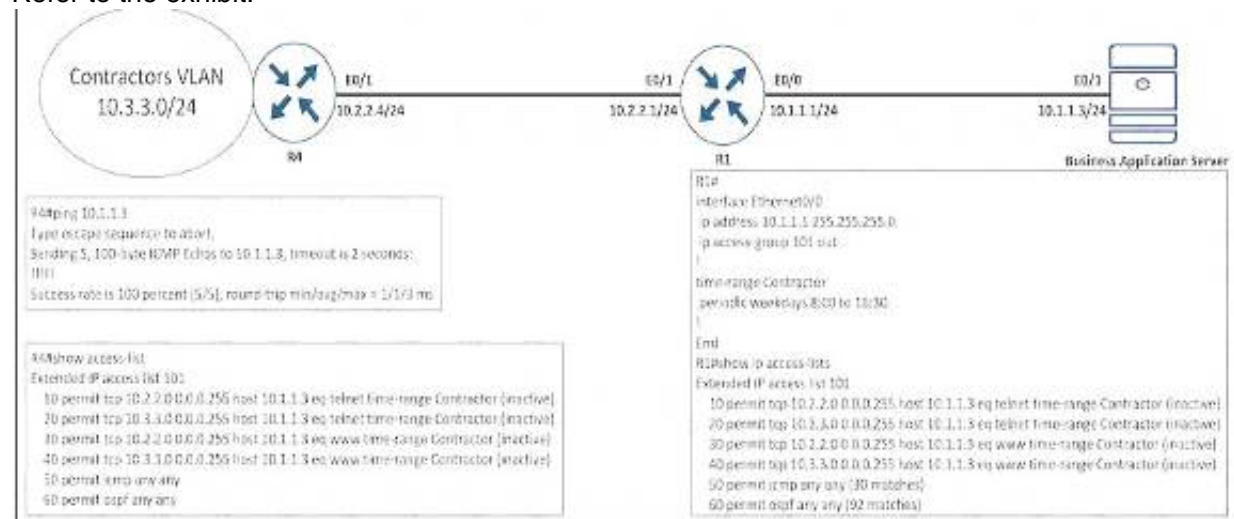 Refer to the exhibit.
Contractors VLAN
10.3.3.0/24
E0/1
10.2.2.4/24
R4
E0/1
10.2.2.1/24
E0/0
10.1.1.1/24
R1
E0/1
10.1.1.3/24
Business Application Server
R4#ping 10.1.1.3
Type escape sequence to abort.
Sending 5, 100-byte ICMP Echos to 10.1.1.3, timeout is 2 seconds:
!!!!!
Success rate is 100 percent (5/5), round-trip min/avg/max = 1/1/3 ms
R4#show access-list
Extended IP access list 101
10 permit tcp 10.2.2.0 0.0.0.255 host 10.1.1.3 eq telnet time-range Contractor (inactive)
20 permit tcp 10.3.3.0 0.0.0.255 host 10.1.1.3 eq telnet time-range Contractor (inactive)
30 permit tcp 10.2.2.0 0.0.0.255 host 10.1.1.3 eq www time-range Contractor (inactive)
40 permit tcp 10.3.3.0 0.0.0.255 host 10.1.1.3 eq www time-range Contractor (inactive)
50 permit icmp any any
60 permit ospf any any
R1#
interface Ethernet0/0
ip address 10.1.1.1 255.255.255.0
ip access-group 101 out
!
time-range Contractor
periodic weekdays 8:00 to
!
End
R1#show ip access-lists
Extended IP access list 101
10 permit tcp 10.2.2.0 0.0.0.255 host 10.1.1.3 eq telnet time-range Contractor (inactive)
20 permit tcp 0.0.0.255 host 10.1.1.3 eq telnet time-range Contractor (inactive)
30 permit tcp 10.2.2.0 0.0.0.255 host 10.1.1.3 eq www time-range Contractor (inactive)
40 permit tcp 10.3.3.0 0.0.0.255 host 10.1.1.3 eq www time-range Contractor (inactive)
50 permit icmp any any (30 matches)
60 permit ospf any any (92 matches)